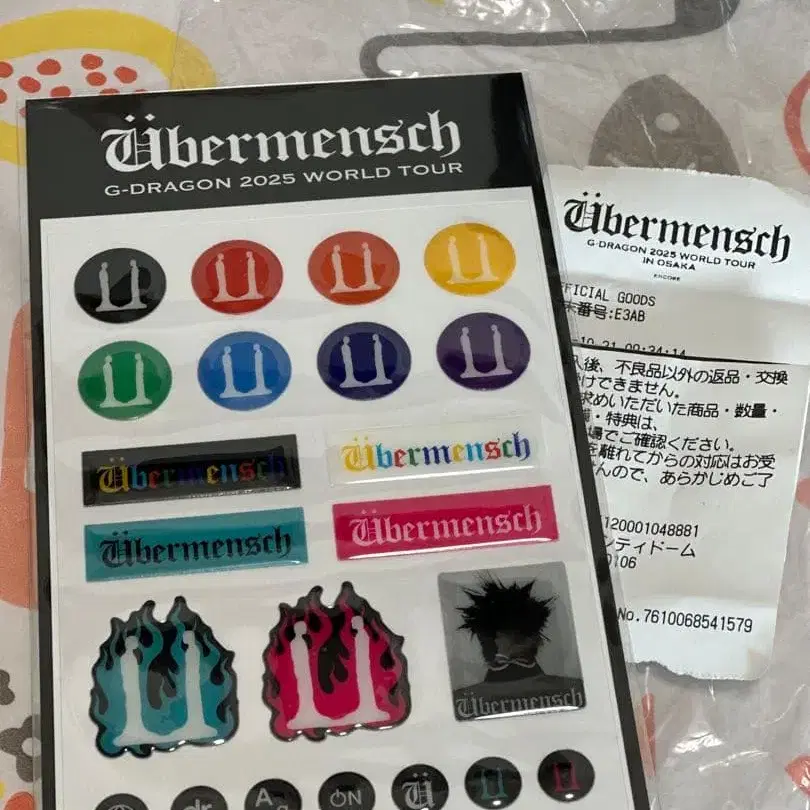 Übermensch
G-DRAGON 2025 WORLD TOUR
Übermensch
Übermensch
Übermensch
Übermensch
Übermensch
dr
A
ON
Ü
Übermensch
G-DRAGON 2025 WORLD TOUR
IN OSAKA
ENCORE
FICIAL GOODS
番号:E3AB
後、不良品以外の返品・交換
けできません。
求めいただいた商品・数量・
・特典は、
場でご確認ください。
を離れてからの対応はお受
んので、あらかじめご了
120001048881
ンティドーム
0106
No.7610068541579